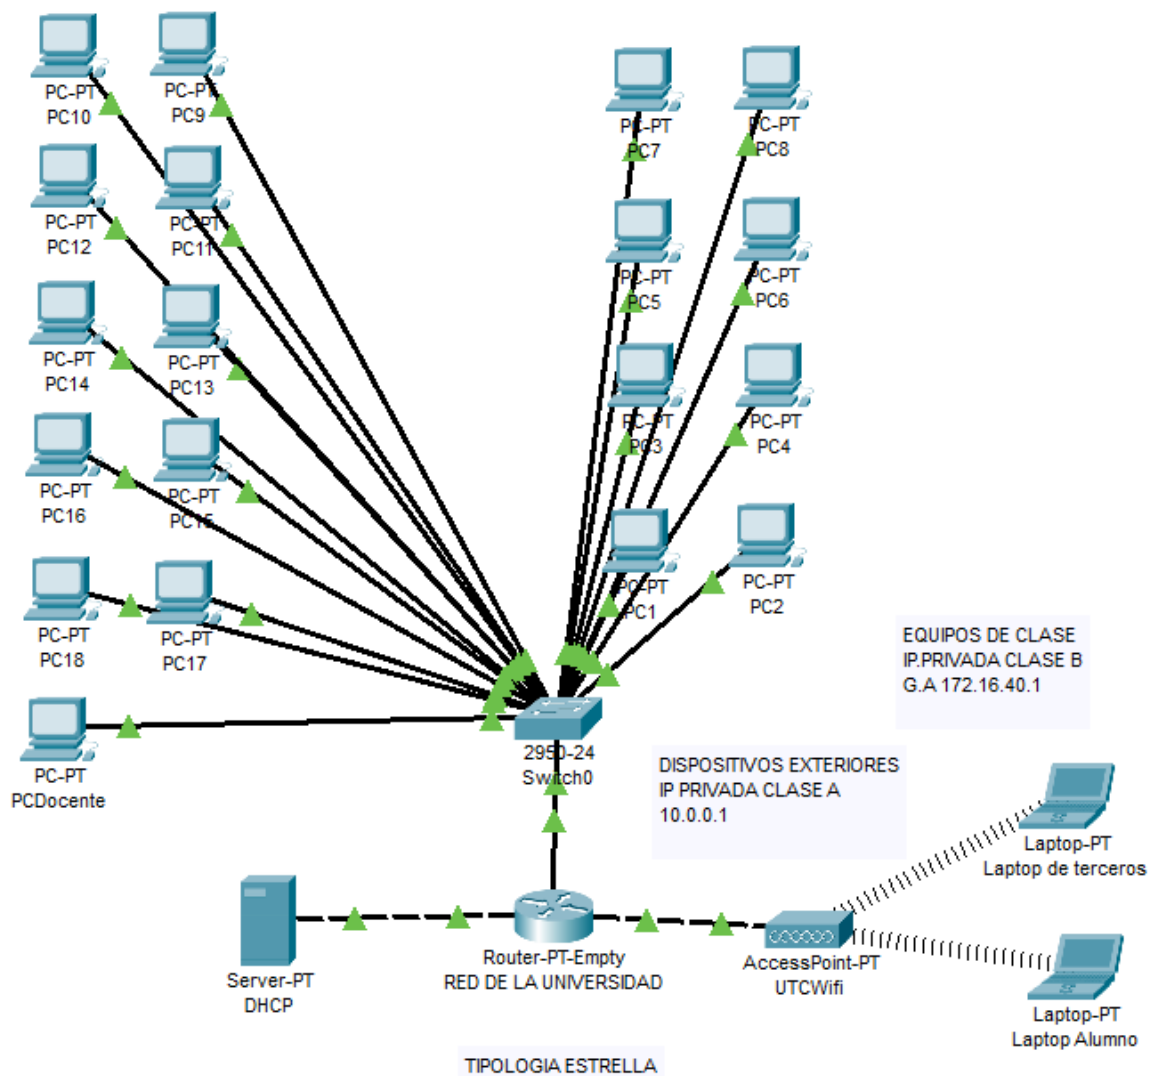 PC-PT
PC10
PC-PT
PC9
PC-PT
PC7
PC-PT
PC8
PC-PT
PC12
PC-PT
PC11
PC-PT
PC5
PC-PT
PC6
PC-PT
PC14
PC-PT
PC13
PC-PT
PC3
PC-PT
PC4
PC-PT
PC16
PC-PT
PC15
PC-PT
PC1
PC-PT
PC2
PC-PT
PC18
PC-PT
PC17
EQUIPOS DE CLASE
IP.PRIVADA CLASE B
G.A 172.16.40.1
PC-PT
PCDocente
2950-24
Switch0
DISPOSITIVOS EXTERIORES
IP PRIVADA CLASE A
10.0.0.1
Laptop-PT
Laptop de terceros
Server-PT
DHCP
Router-PT-Empty
RED DE LA UNIVERSIDAD
AccessPoint-PT
UTCWifi
Laptop-PT
Laptop Alumno
TIPOLOGIA ESTRELLA